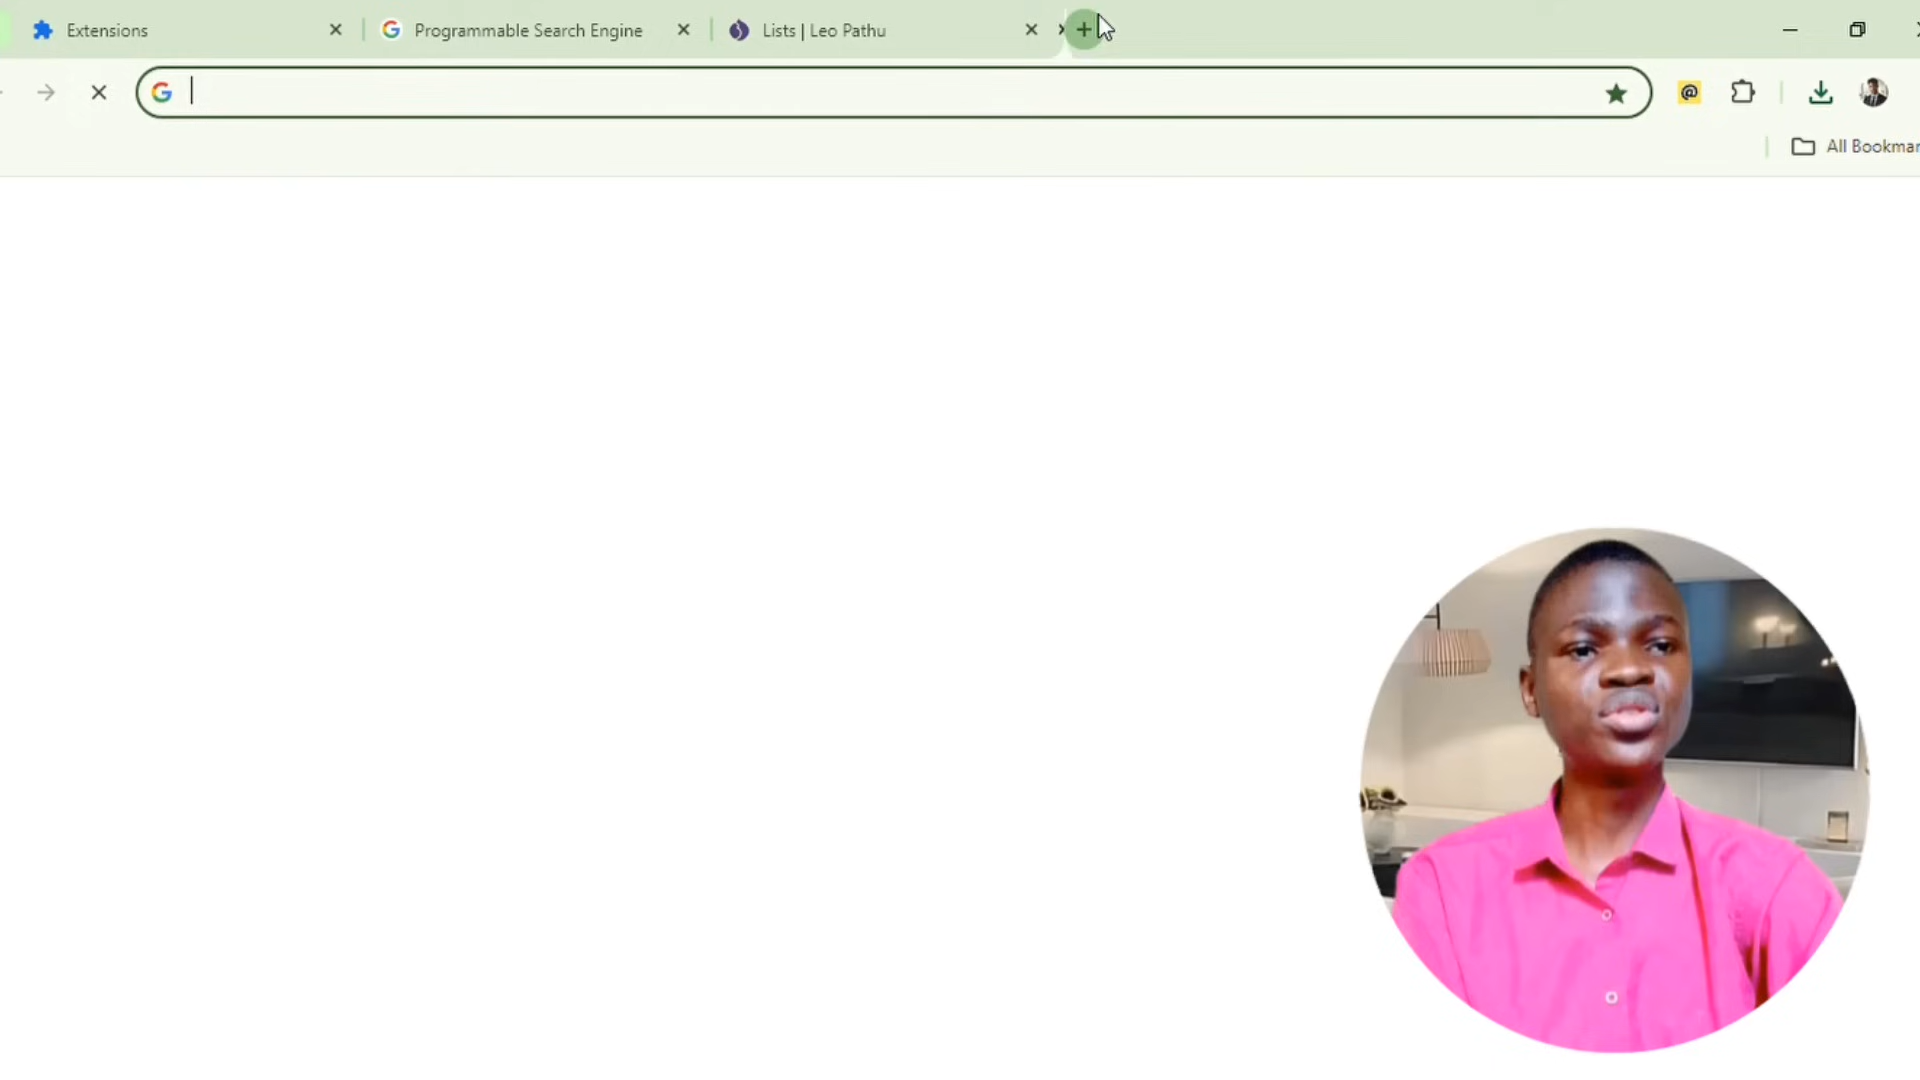 Extensions
Programmable Search Engine
Lists | Leo Pathu
All Bookmar